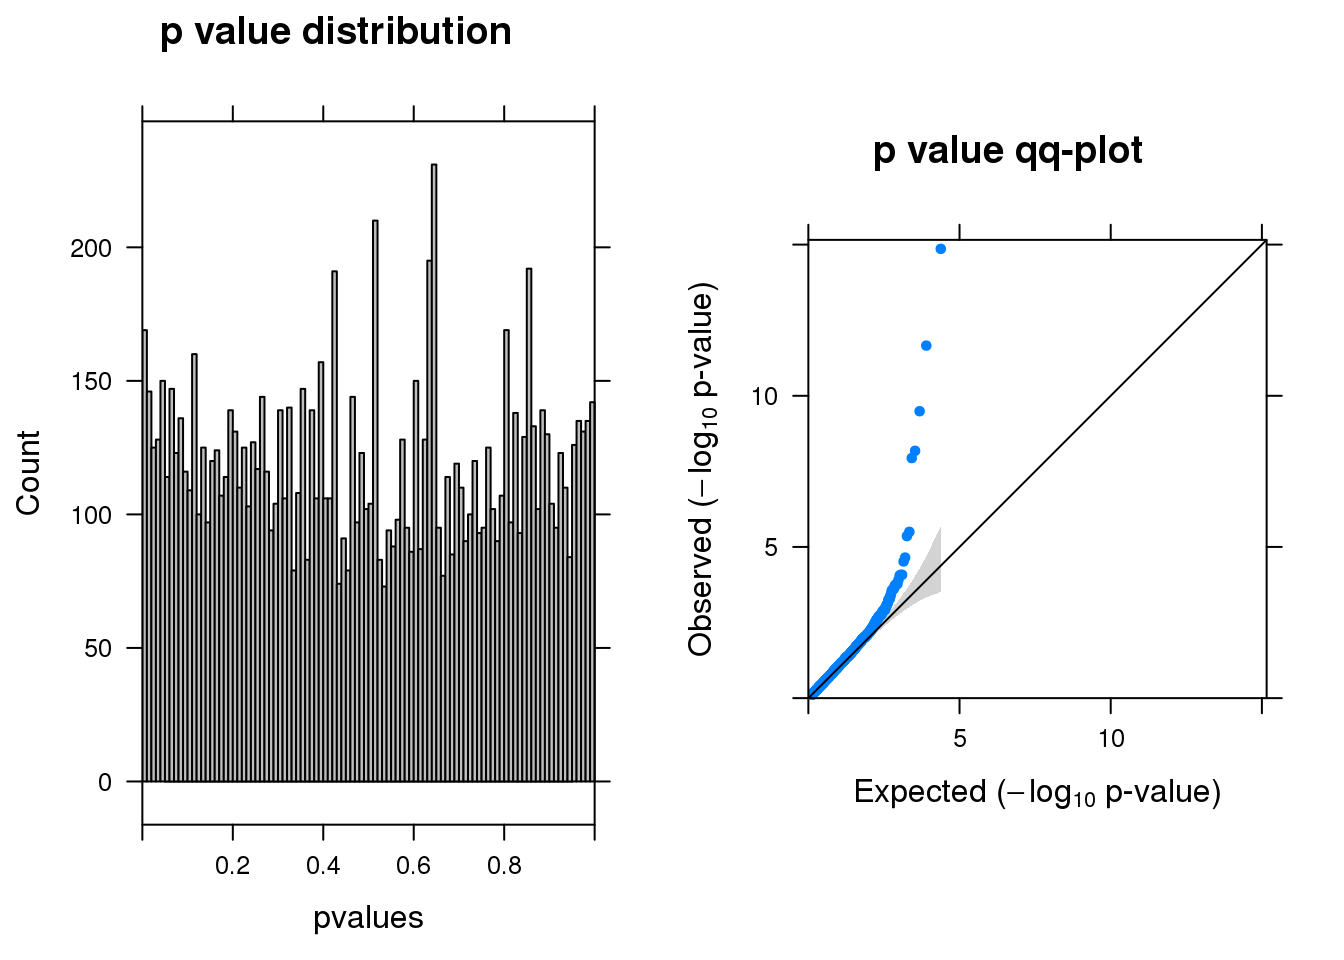 p value distribution
200
150
100
50
0
Count
0.2 0.4 0.6 0.8
pvalues
p value qq-plot
10
5
Observed (−log₁₀ p-value)
5 10
Expected (−log₁₀ p-value)